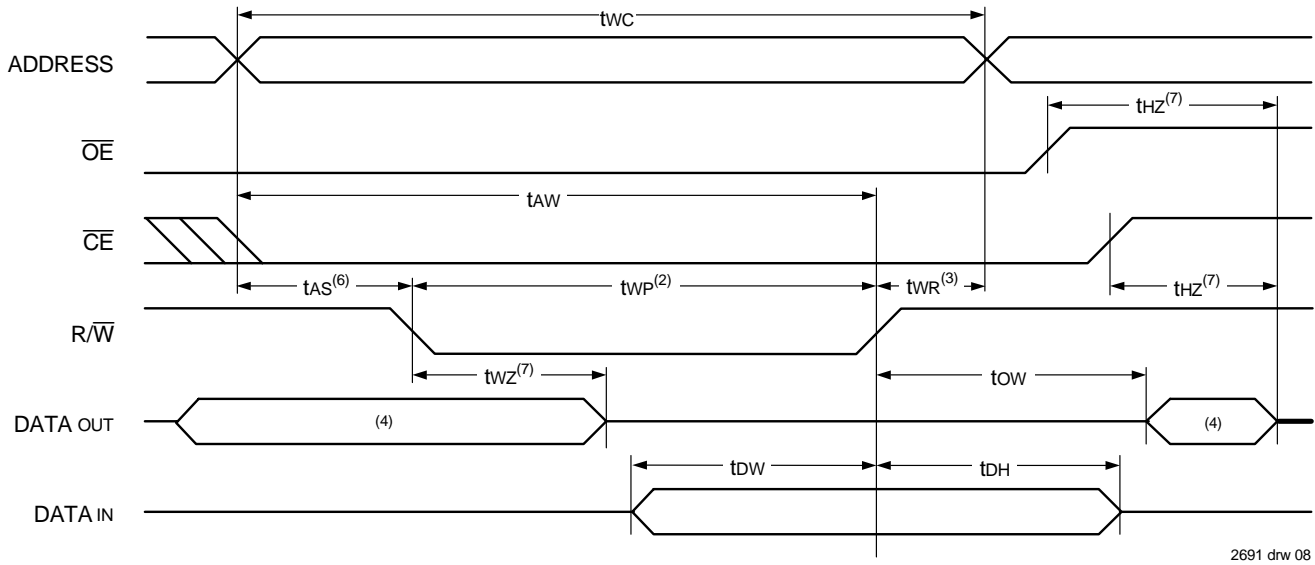 tWC
ADDRESS
tHZ(7)
OE
tAW
CE
tAS(6) tWP(2) tWR(3) tHZ(7)
R/W
tWZ(7) tOW
DATA OUT (4) (4)
tDW tDH
DATA IN
2691 drw 08